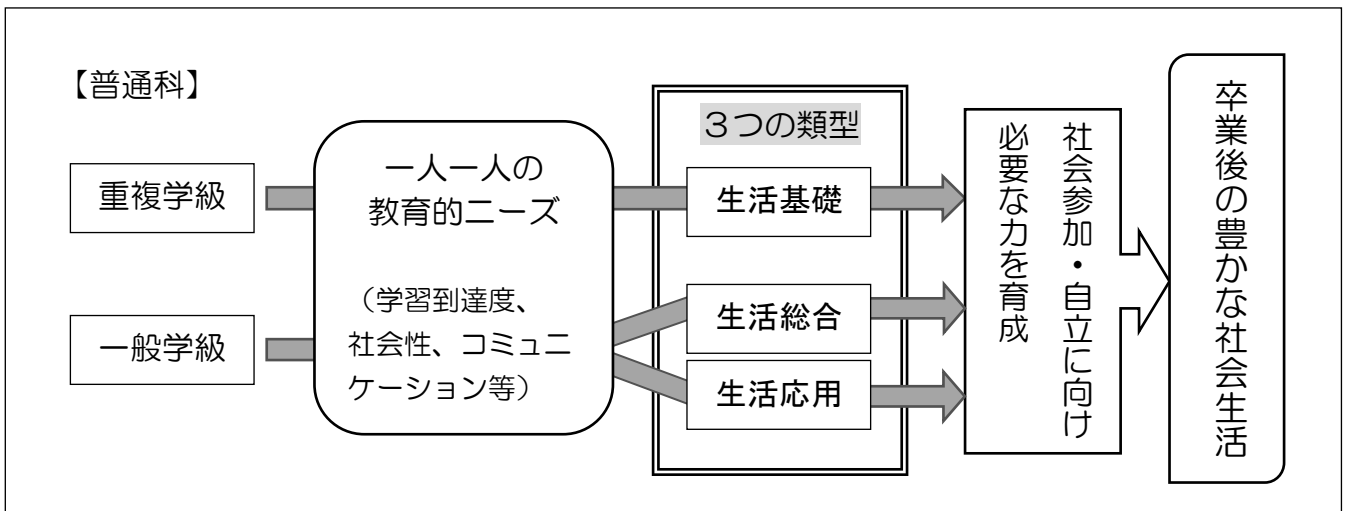 【普通科】
重複学級
一般学級
一人一人の
教育的ニーズ
（学習到達度、
社会性、コミュニ
ケーション等）
３つの類型
生活基礎
生活総合
生活応用
社会参加・自立に向け
必要な力を育成
卒業後の豊かな社会生活